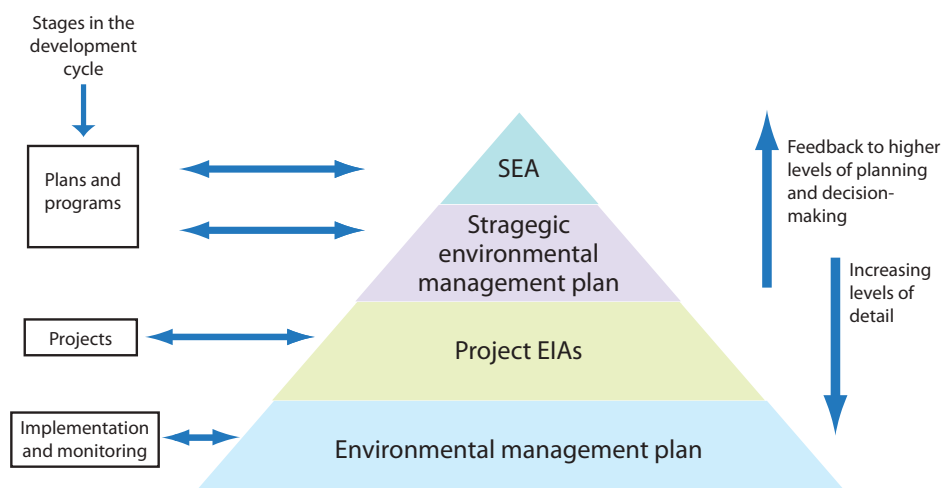 Stages in the
development
cycle
Plans and
programs
Projects
Implementation
and monitoring
SEA
Stragegic
environmental
management plan
Project EIAs
Environmental management plan
Feedback to higher
levels of planning
and decision-
making
Increasing
levels of
detail